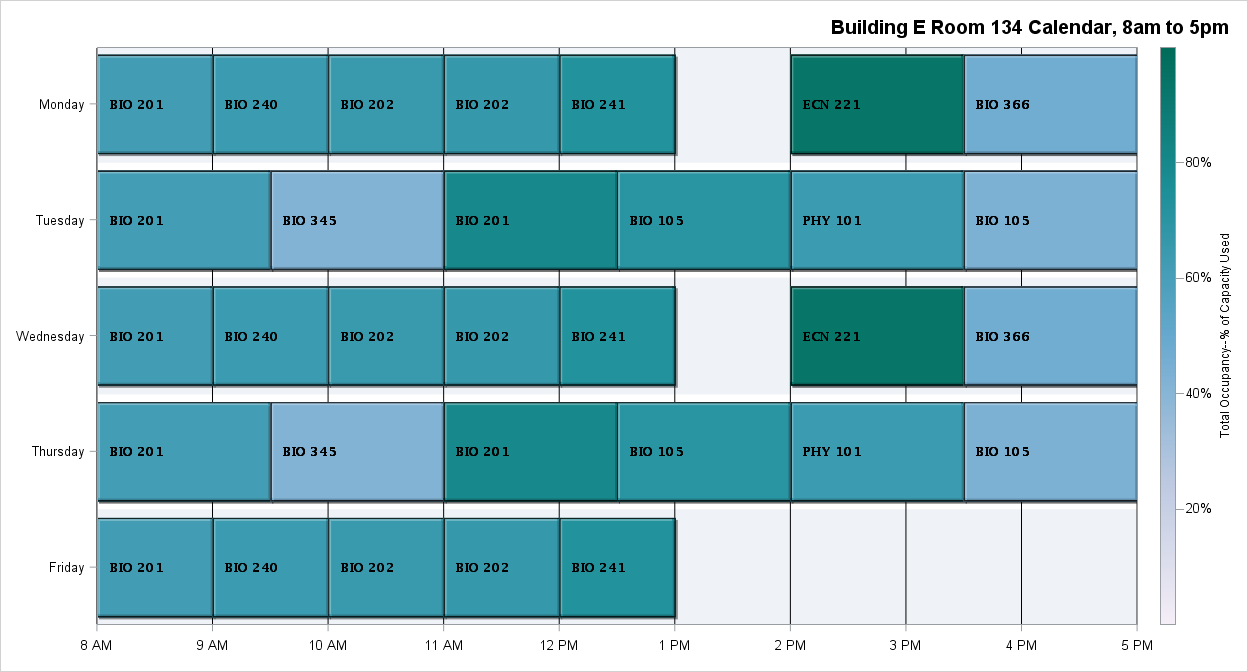 Building E Room 134 Calendar, 8am to 5pm
Monday
BIO 201
BIO 240
BIO 202
BIO 202
BIO 241
ECN 221
BIO 366
Tuesday
BIO 201
BIO 345
BIO 201
BIO 105
PHY 101
BIO 105
Wednesday
BIO 201
BIO 240
BIO 202
BIO 202
BIO 241
ECN 221
BIO 366
Thursday
BIO 201
BIO 345
BIO 201
BIO 105
PHY 101
BIO 105
Friday
BIO 201
BIO 240
BIO 202
BIO 202
BIO 241
8 AM
9 AM
10 AM
11 AM
12 PM
1 PM
2 PM
3 PM
4 PM
5 PM
80%
60%
40%
20%
Total Occupancy--% of Capacity Used